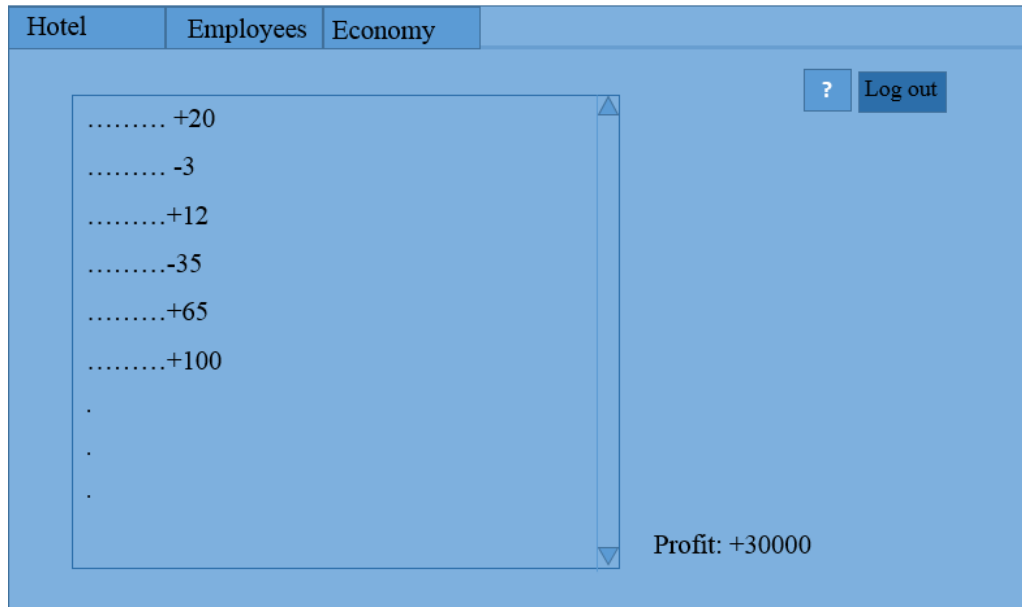 Hotel
Employees
Economy
?
Log out
......... +20
......... -3
.........+12
.........-35
.........+65
.........+100
.
.
.
Profit: +30000